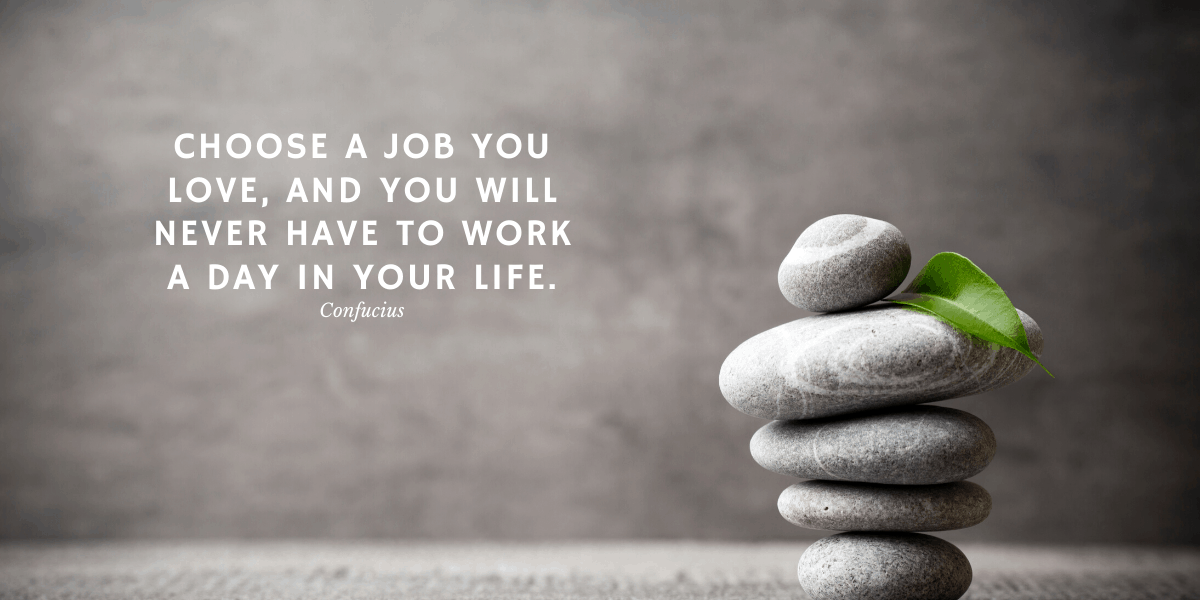 CHOOSE A JOB YOU
LOVE, AND YOU WILL
NEVER HAVE TO WORK
A DAY IN YOUR LIFE.
Confucius